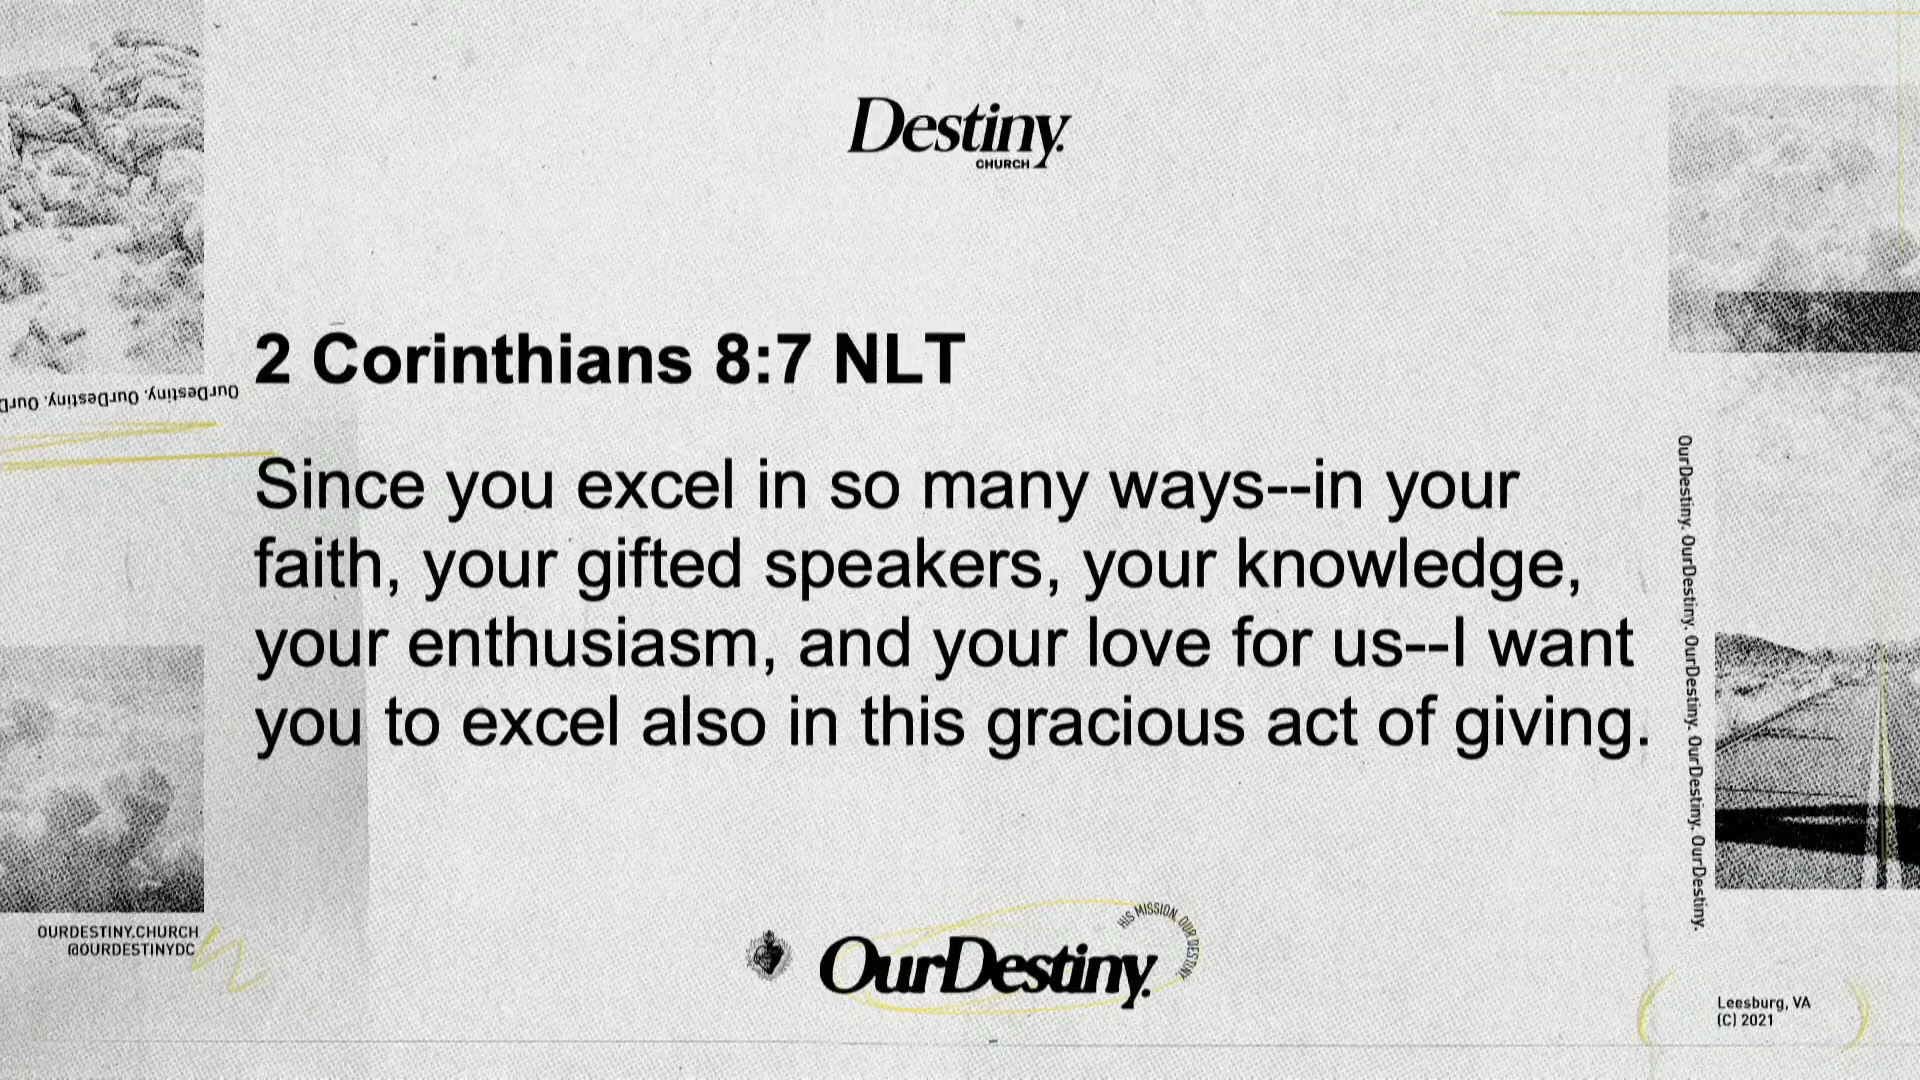 Destiny.
CHURCH
2 Corinthians 8:7 NLT
OurDestiny. OurDestiny. OurD
Since you excel in so many ways--in your
faith, your gifted speakers, your knowledge,
your enthusiasm, and your love for us--I want
you to excel also in this gracious act of giving.
OurDestiny. OurDestiny. OurDestiny. OurDestiny. OurDestiny.
OURDESTINY.CHURCH
@OURDESTINYDC
HIS MISSION. OUR DESTINY.
OurDestiny.
Leesburg, VA
(C) 2021